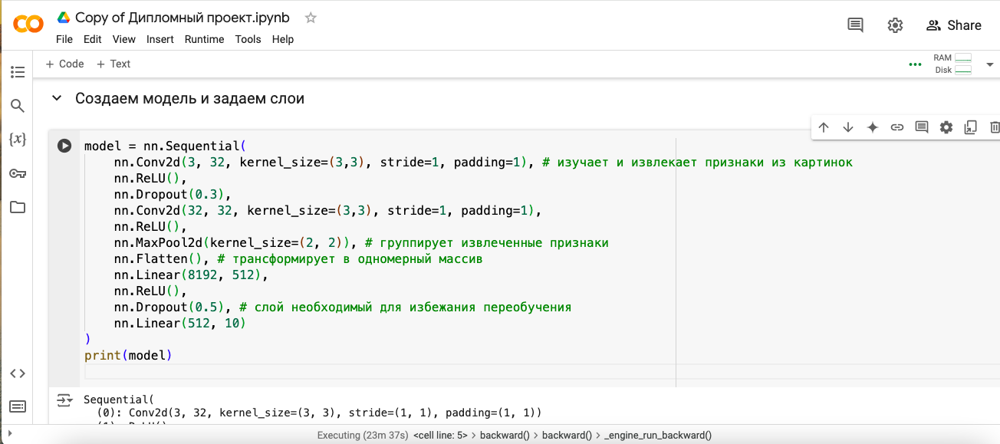 Copy of Дипломный проект.ipynb
File Edit View Insert Runtime Tools Help
Share
+ Code + Text
RAM
Disk
Создаем модель и задаем слои
{x}
model = nn.Sequential(
    nn.Conv2d(3, 32, kernel_size=(3,3), stride=1, padding=1), # изучает и извлекает признаки из картинок
    nn.ReLU(),
    nn.Dropout(0.3),
    nn.Conv2d(32, 32, kernel_size=(3,3), stride=1, padding=1),
    nn.ReLU(),
    nn.MaxPool2d(kernel_size=(2, 2)), # группирует извлеченные признаки
    nn.Flatten(), # трансформирует в одномерный массив
    nn.Linear(8192, 512),
    nn.ReLU(),
    nn.Dropout(0.5), # слой необходимый для избежания переобучения
    nn.Linear(512, 10)
)
print(model)
Sequential(
  (0): Conv2d(3, 32, kernel_size=(3, 3), stride=(1, 1), padding=(1, 1))
Executing (23m 37s) <cell line: 5> > backward() > backward() > _engine_run_backward()